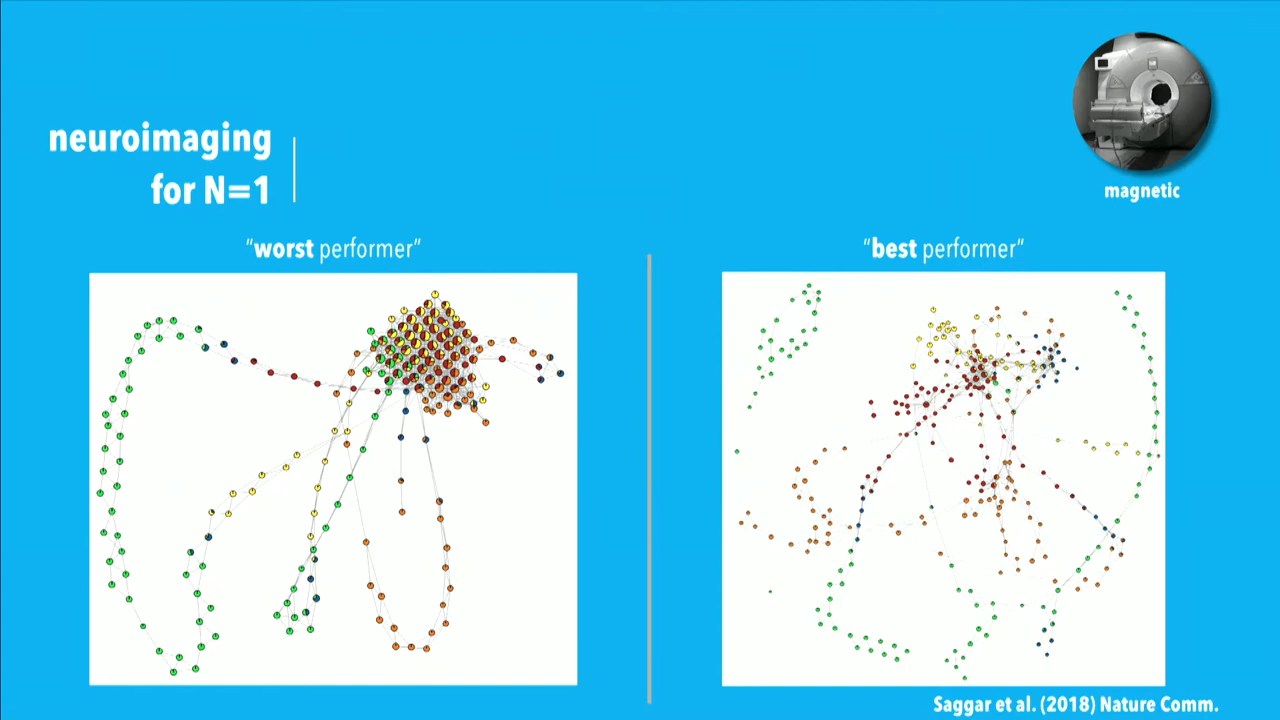 neuroimaging
for N=1
magnetic
“worst performer”
“best performer”
Saggar et al. (2018) Nature Comm.